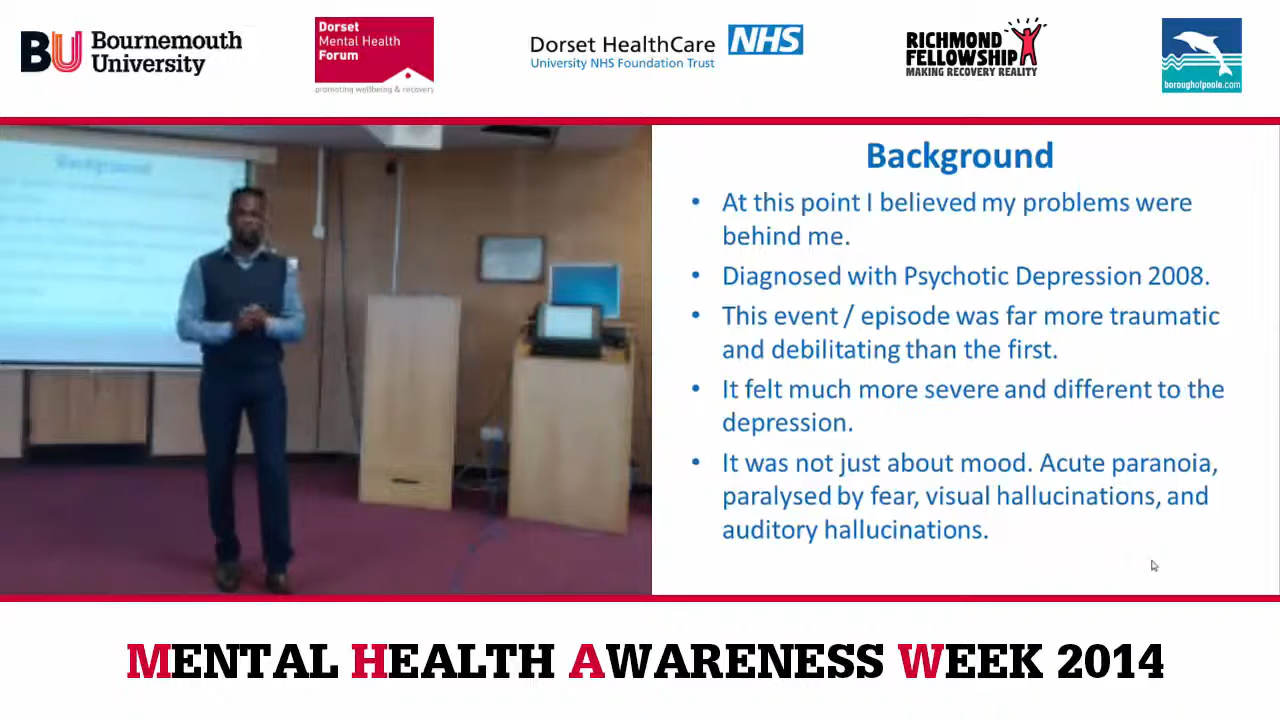 BU Bournemouth
University
Dorset
Mental Health
Forum
promoting wellbeing & recovery
Dorset HealthCare NHS
University NHS Foundation Trust
RICHMOND
FELLOWSHIP
MAKING RECOVERY REALITY
boroughofpoole.com
Background
Background
• At this point I believed my problems were
behind me.
• Diagnosed with Psychotic Depression 2008.
• This event / episode was far more traumatic
and debilitating than the first.
• It felt much more severe and different to the
depression.
• It was not just about mood. Acute paranoia,
paralysed by fear, visual hallucinations, and
auditory hallucinations.
MENTAL HEALTH AWARENESS WEEK 2014